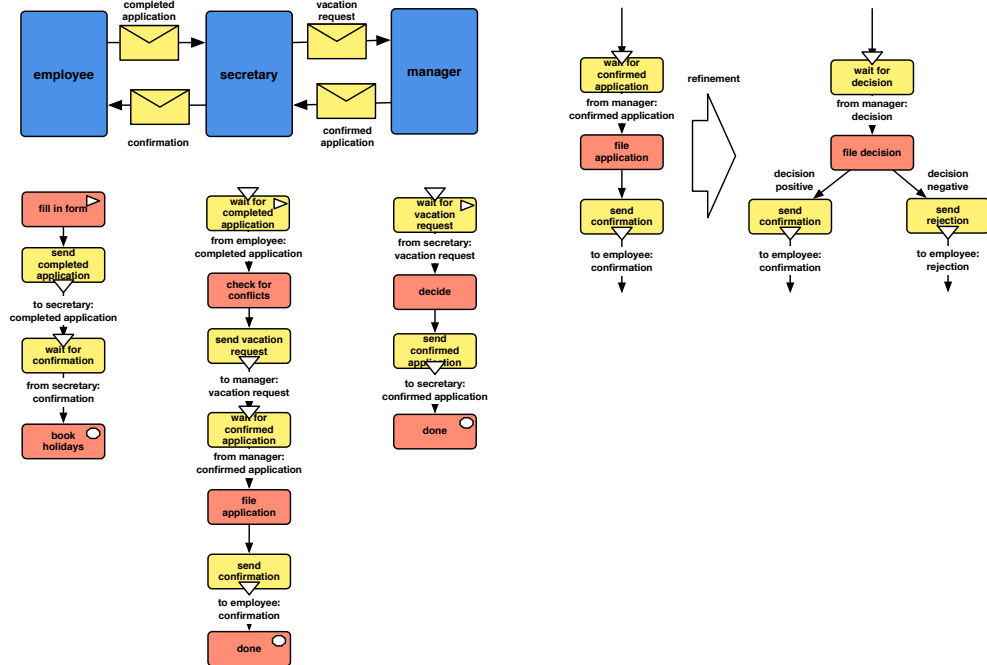 completed
application
vacation
request
employee
secretary
manager
confirmation
confirmed
application
fill in form
send
completed
application
to secretary:
completed application
wait for
confirmation
from secretary:
confirmation
book
holidays
wait for
completed
application
from employee:
completed application
check for
conflicts
send vacation
request
to manager:
vacation request
wait for
confirmed
application
from manager:
confirmed application
file
application
send
confirmation
to employee:
confirmation
done
wait for
vacation
request
from secretary:
vacation request
decide
send
confirmed
application
to secretary:
confirmed application
done
wait for
confirmed
application
from manager:
confirmed application
file
application
send
confirmation
to employee:
confirmation
refinement
wait for
decision
from manager:
decision
file decision
decision
positive
decision
negative
send
confirmation
to employee:
confirmation
send
rejection
to employee:
rejection